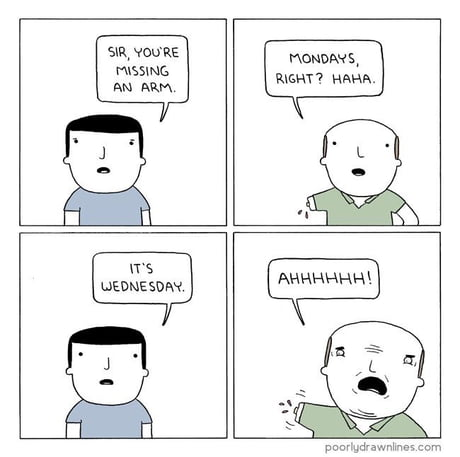 SIR, YOU'RE
MISSING
AN ARM.
MONDAYS,
RIGHT? HAHA.
IT'S
WEDNESDAY.
AHHHHHH!
poorlydrawnlines.com